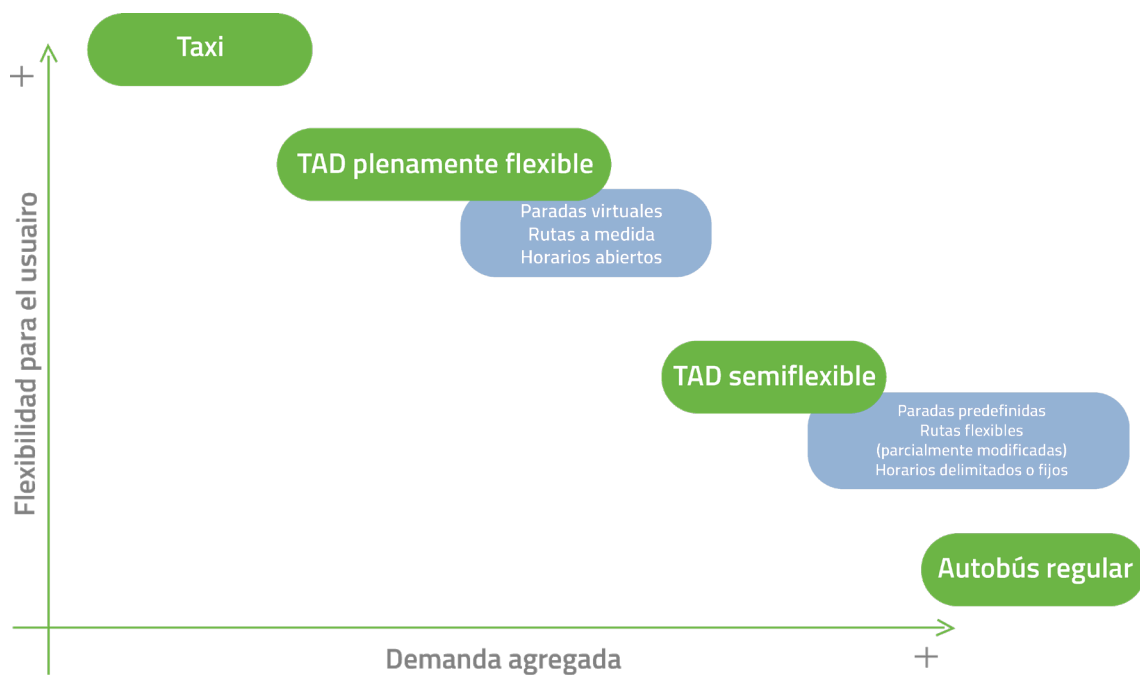 Taxi
+
TAD plenamente flexible
Paradas virtuales
Rutas a medida
Horarios abiertos
Flexibilidad para el usuairo
TAD semiflexible
Paradas predefinidas
Rutas flexibles
(parcialmente modificadas)
Horarios delimitados o fijos
Autobús regular
Demanda agregada
+